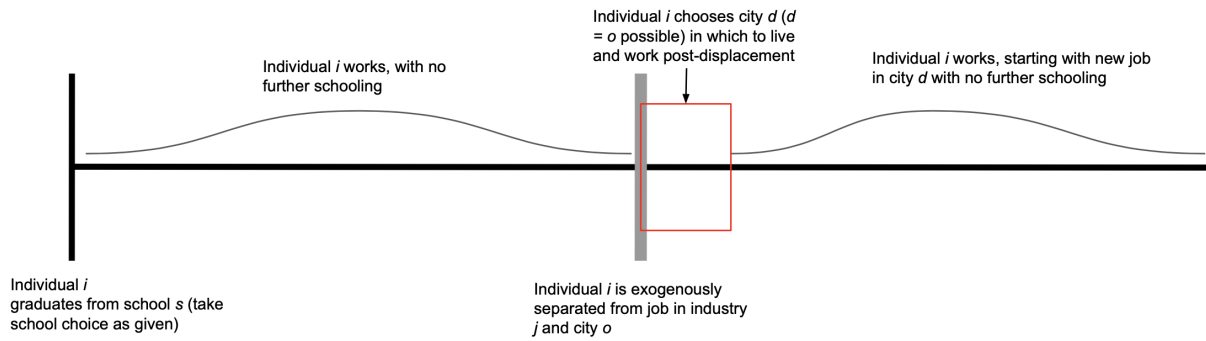 Individual i
graduates from school s (take
school choice as given)
Individual i works, with no
further schooling
Individual i is exogenously
separated from job in industry
j and city o
Individual i chooses city d (d
= o possible) in which to live
and work post-displacement
Individual i works, starting with new job
in city d with no further schooling